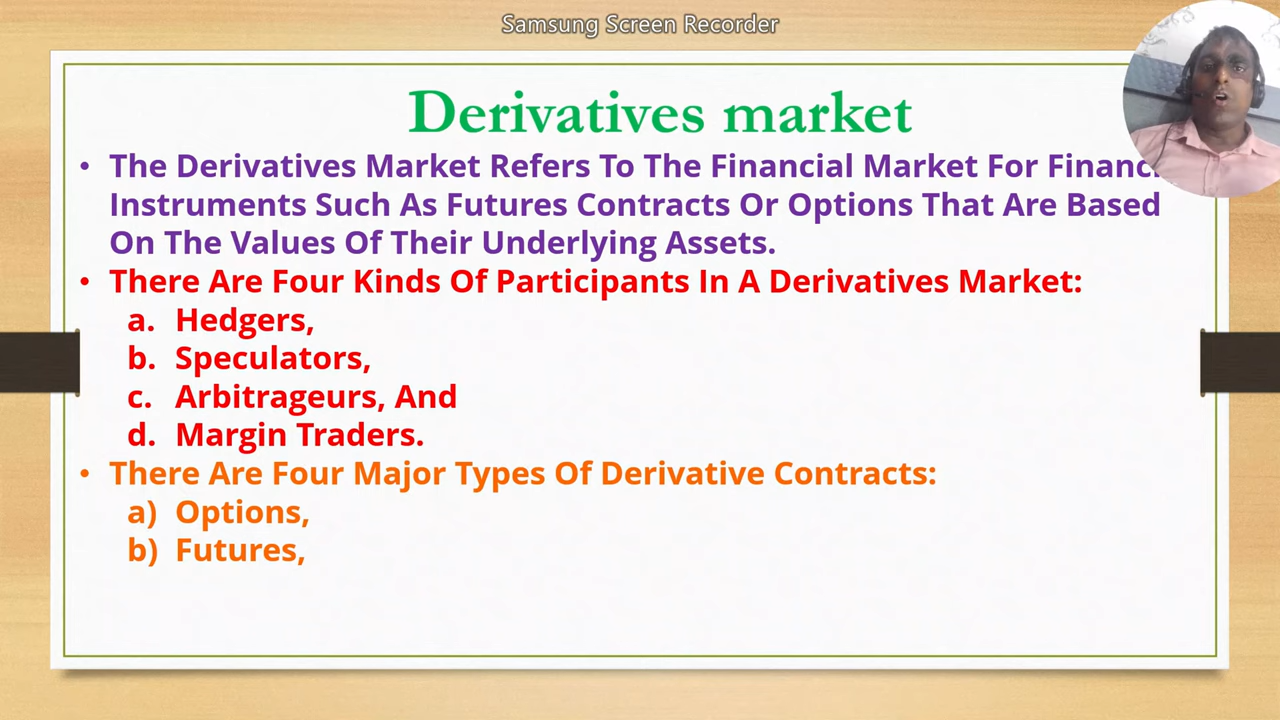 Samsung Screen Recorder
Derivatives market
• The Derivatives Market Refers To The Financial Market For
Instruments Such As Futures Contracts Or Options That Are Based
On The Values Of Their Underlying Assets.
• There Are Four Kinds Of Participants In A Derivatives Market:
a. Hedgers,
b. Speculators,
c. Arbitrageurs, And
d. Margin Traders.
• There Are Four Major Types Of Derivative Contracts:
a) Options,
b) Futures,